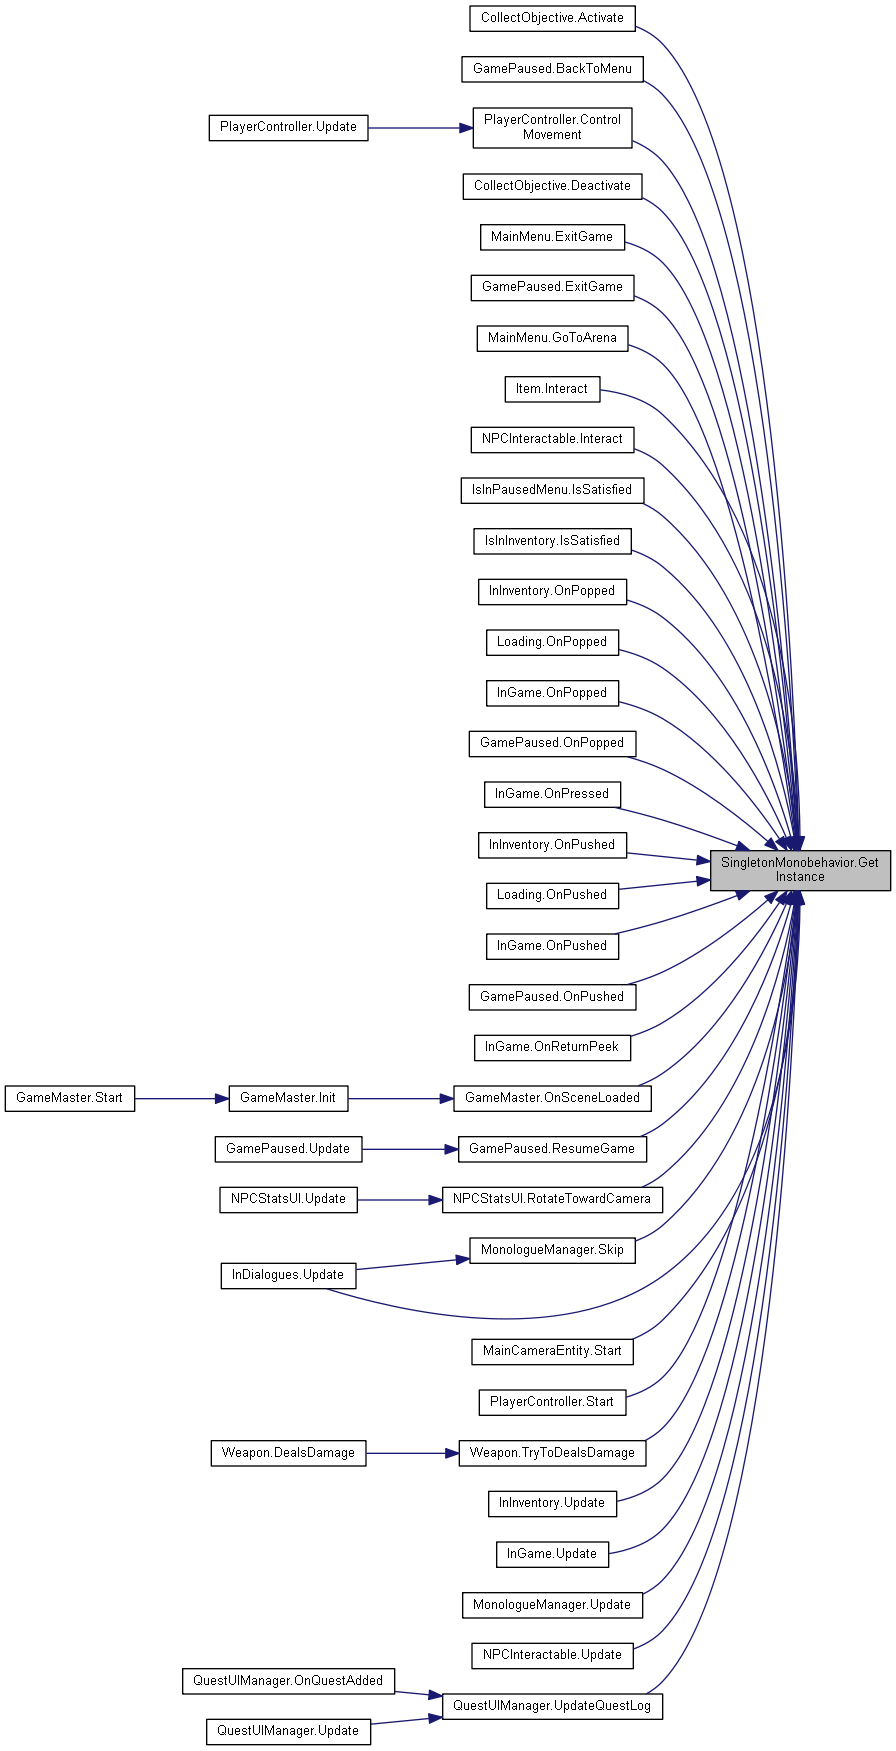 CollectObjective.Activate
GamePaused.BackToMenu
PlayerController.Update
PlayerController.Control
Movement
CollectObjective.Deactivate
MainMenu.ExitGame
GamePaused.ExitGame
MainMenu.GoToArena
Item.Interact
NPCInteractable.Interact
IsInPausedMenu.IsSatisfied
IsInInventory.IsSatisfied
InInventory.OnPopped
Loading.OnPopped
InGame.OnPopped
GamePaused.OnPopped
InGame.OnPressed
InInventory.OnPushed
SingletonMonobehavior.Get
Instance
Loading.OnPushed
InGame.OnPushed
GamePaused.OnPushed
InGame.OnReturnPeek
GameMaster.Start
GameMaster.Init
GameMaster.OnSceneLoaded
GamePaused.Update
GamePaused.ResumeGame
NPCStatsUI.Update
NPCStatsUI.RotateTowardCamera
MonologueManager.Skip
InDialogues.Update
MainCameraEntity.Start
PlayerController.Start
Weapon.DealsDamage
Weapon.TryToDealsDamage
InInventory.Update
InGame.Update
MonologueManager.Update
NPCInteractable.Update
QuestUIManager.OnQuestAdded
QuestUIManager.UpdateQuestLog
QuestUIManager.Update